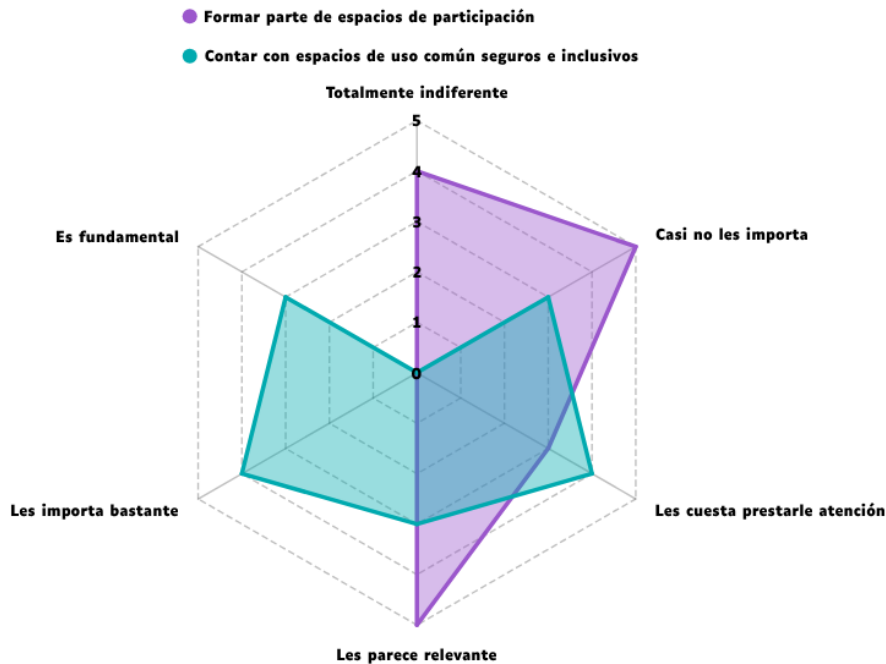 Formar parte de espacios de participación
Contar con espacios de uso común seguros e inclusivos
Totalmente indiferente
5
4
3
2
1
0
Es fundamental
Casi no les importa
Les importa bastante
Les cuesta prestarle atención
Les parece relevante